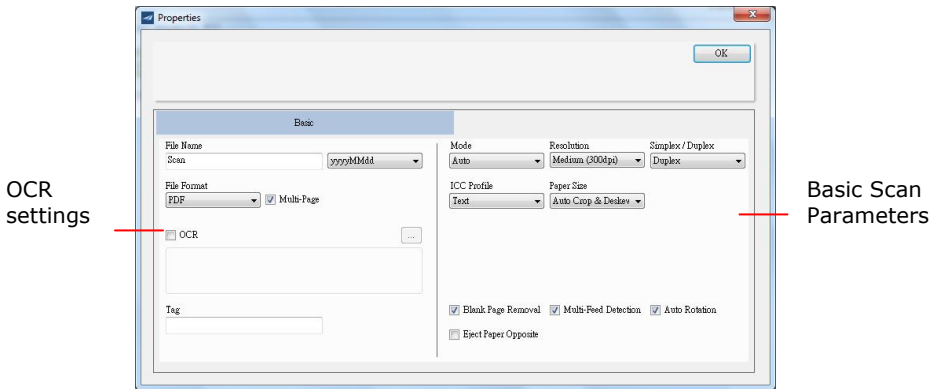 Properties
OK
Basic
File Name
Scan
yyyyMMdd
File Format
PDF
Multi-Page
OCR
...
Tag
Mode
Resolution
Simplex / Duplex
Auto
Medium (300dpi)
Duplex
ICC Profile
Paper Size
Text
Auto Crop & Deskev
Blank Page Removal
Multi-Feed Detection
Auto Rotation
Eject Paper Opposite
OCR
settings
Basic Scan
Parameters